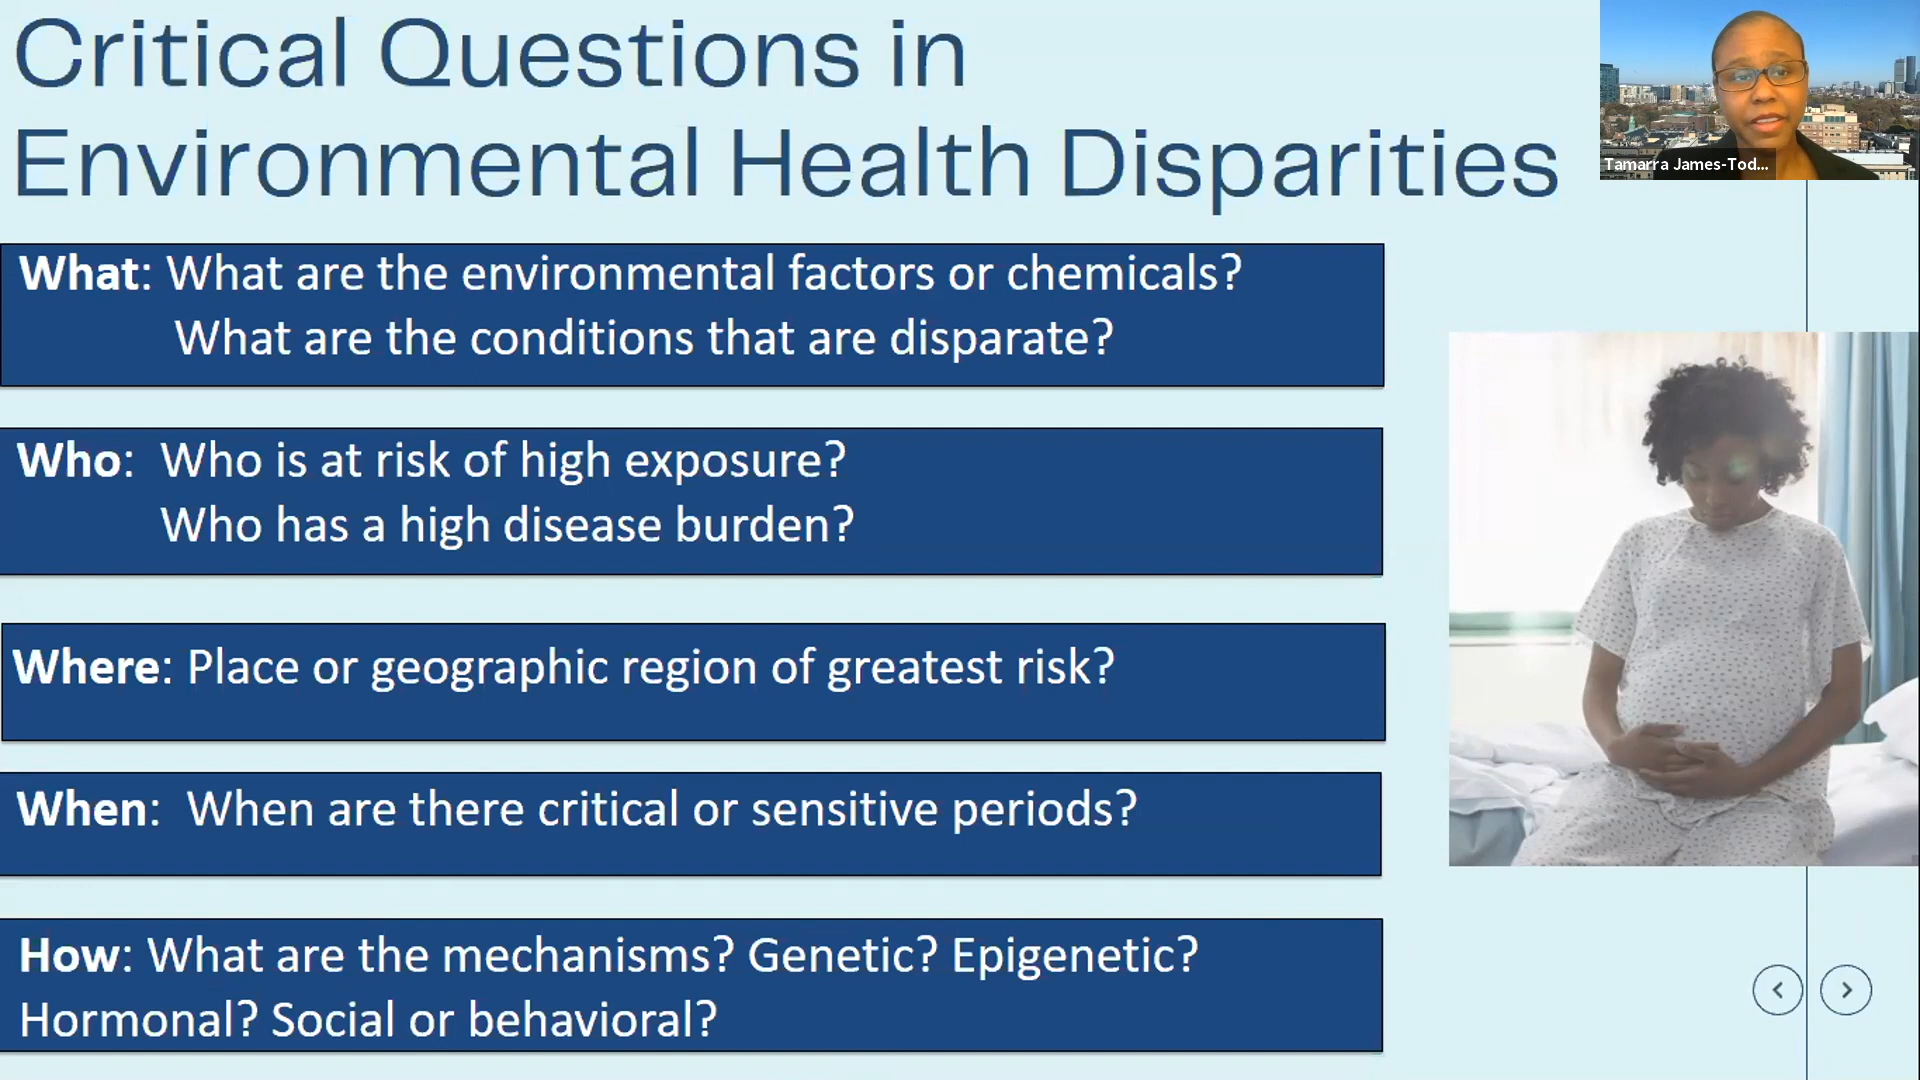 Critical Questions in
Environmental Health Disparities
Tamarra James-Tod...
What: What are the environmental factors or chemicals?
What are the conditions that are disparate?
Who: Who is at risk of high exposure?
Who has a high disease burden?
Where: Place or geographic region of greatest risk?
When: When are there critical or sensitive periods?
How: What are the mechanisms? Genetic? Epigenetic?
Hormonal? Social or behavioral?